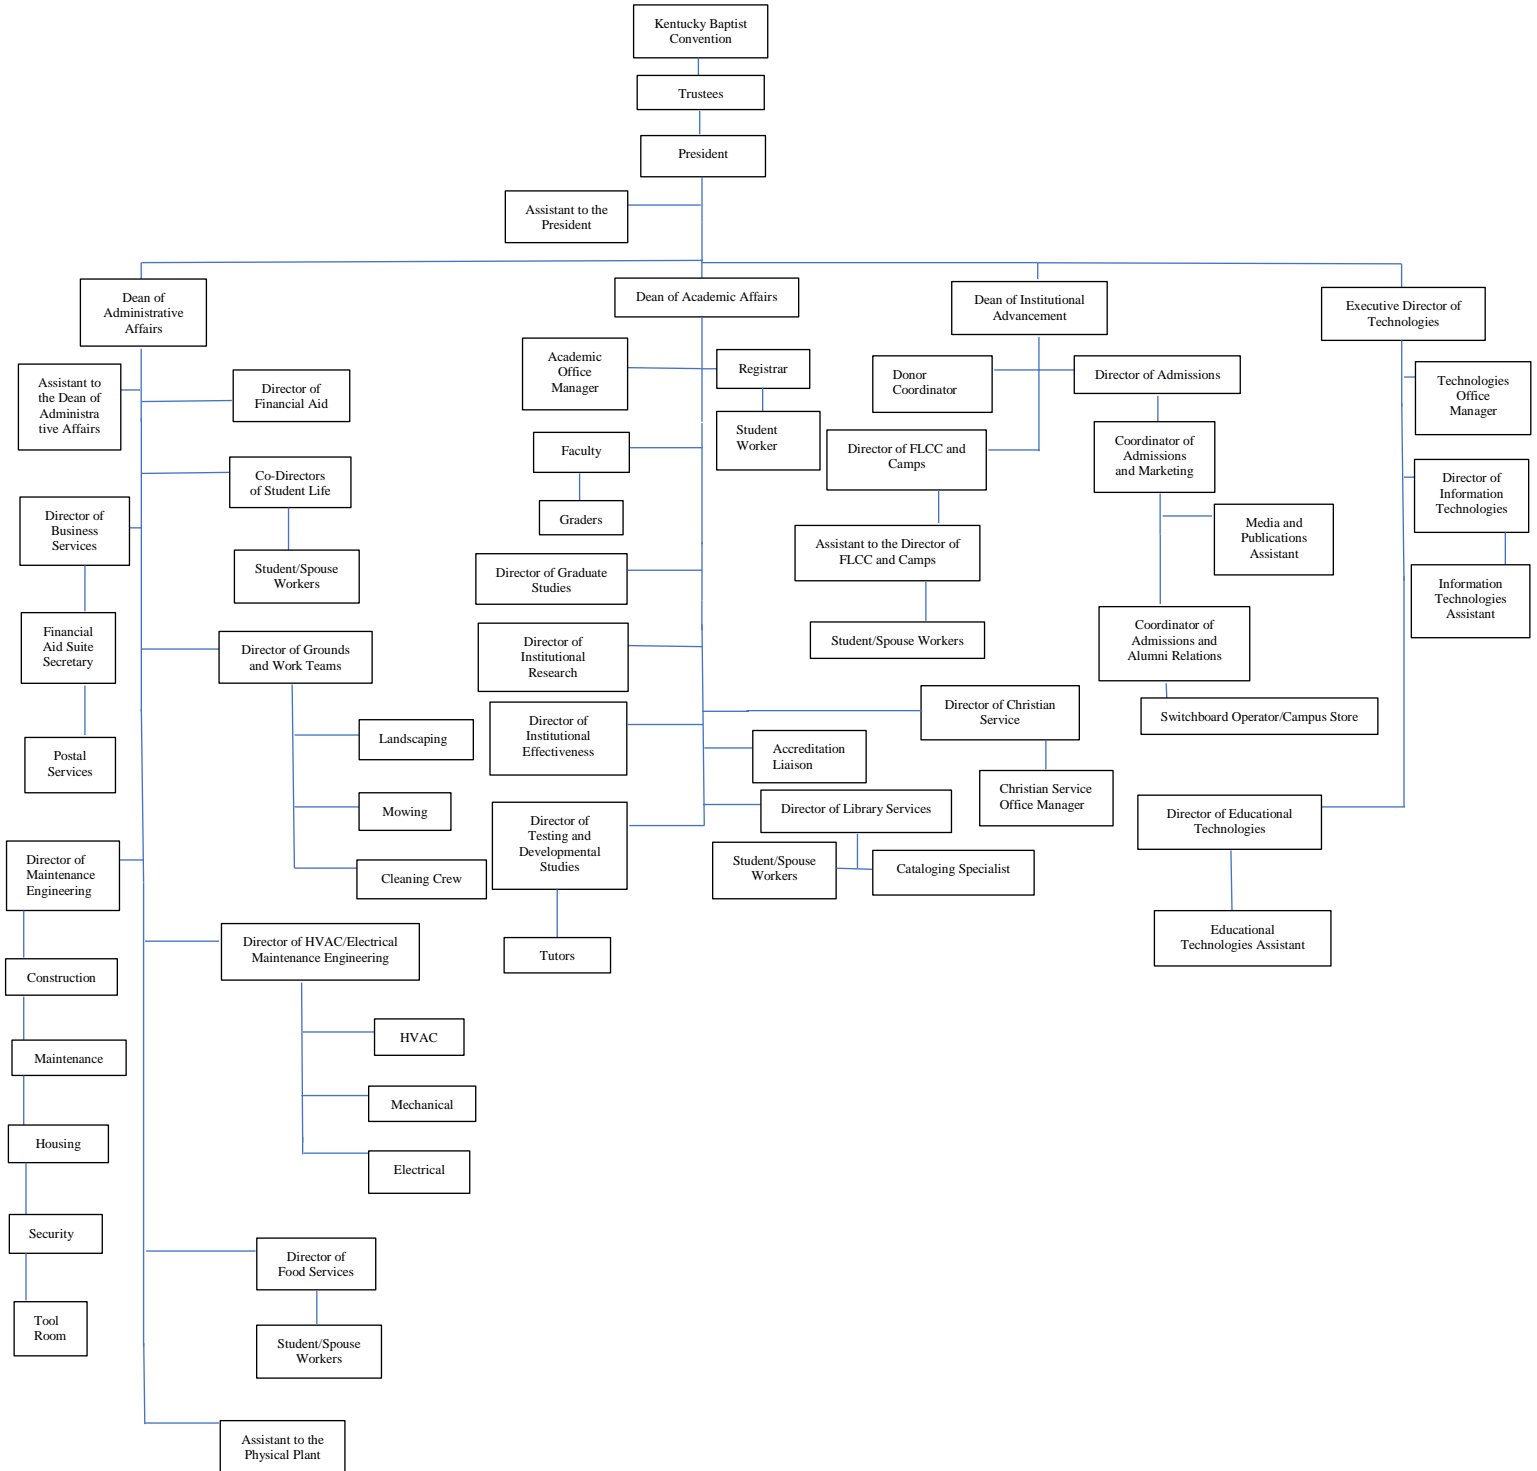 Kentucky Baptist
Convention
Trustees
President
Assistant to the
President
Dean of
Administrative
Affairs
Dean of Academic Affairs
Dean of Institutional
Advancement
Executive Director of
Technologies
Assistant to
the Dean of
Administra
tive Affairs
Director of
Financial Aid
Co-Directors
of Student Life
Student/Spouse
Workers
Director of
Business
Services
Financial
Aid Suite
Secretary
Postal
Services
Director of Grounds
and Work Teams
Landscaping
Mowing
Cleaning Crew
Director of
Maintenance
Engineering
Construction
Maintenance
Housing
Security
Tool
Room
Director of HVAC/Electrical
Maintenance Engineering
HVAC
Mechanical
Electrical
Director of
Food Services
Student/Spouse
Workers
Assistant to the
Physical Plant
Academic
Office
Manager
Registrar
Student
Worker
Faculty
Graders
Director of Graduate
Studies
Director of
Institutional
Research
Director of
Institutional
Effectiveness
Director of Christian
Service
Christian Service
Office Manager
Accreditation
Liaison
Director of Library Services
Student/Spouse
Workers
Cataloging Specialist
Director of
Testing and
Developmental
Studies
Tutors
Donor
Coordinator
Director of Admissions
Coordinator of
Admissions
and Marketing
Media and
Publications
Assistant
Coordinator of
Admissions and
Alumni Relations
Switchboard Operator/Campus Store
Director of FLCC and
Camps
Assistant to the Director of
FLCC and Camps
Student/Spouse Workers
Technologies
Office
Manager
Director of
Information
Technologies
Information
Technologies
Assistant
Director of Educational
Technologies
Educational
Technologies Assistant